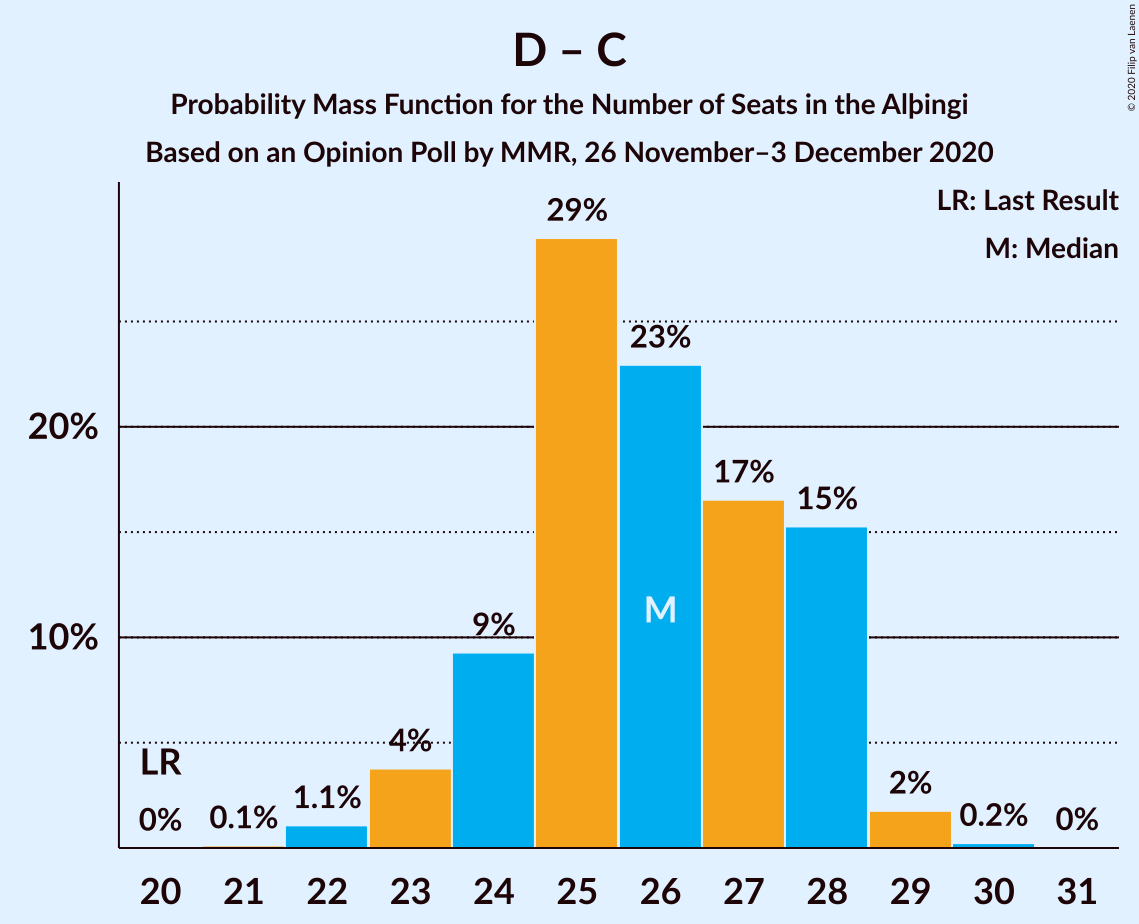 D – C
Probability Mass Function for the Number of Seats in the Alþingi
Based on an Opinion Poll by MMR, 26 November–3 December 2020
© 2020 Filip van Laenen
LR: Last Result
M: Median
29%
23%
20%
17%
15%
M
9%
10%
4%
LR
2%
1.1%
0%
0.1%
0.2%
0%
20 21 22 23 24 25 26 27 28 29 30 31